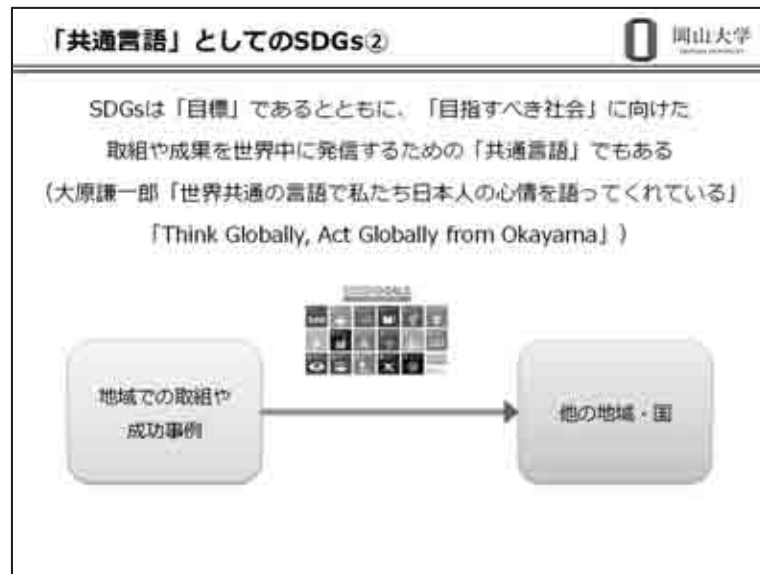 「共通言語」としてのSDGs②
岡山大学
SDGsは「目標」であるとともに、「目指すべき社会」に向けた
取組や成果を世界中に発信するための「共通言語」でもある
（大原謙一郎「世界共通の言語で私たち日本人の心情を語ってくれている」
「Think Globally, Act Globally from Okayama」）
地域での取組や
成功事例
他の地域・国